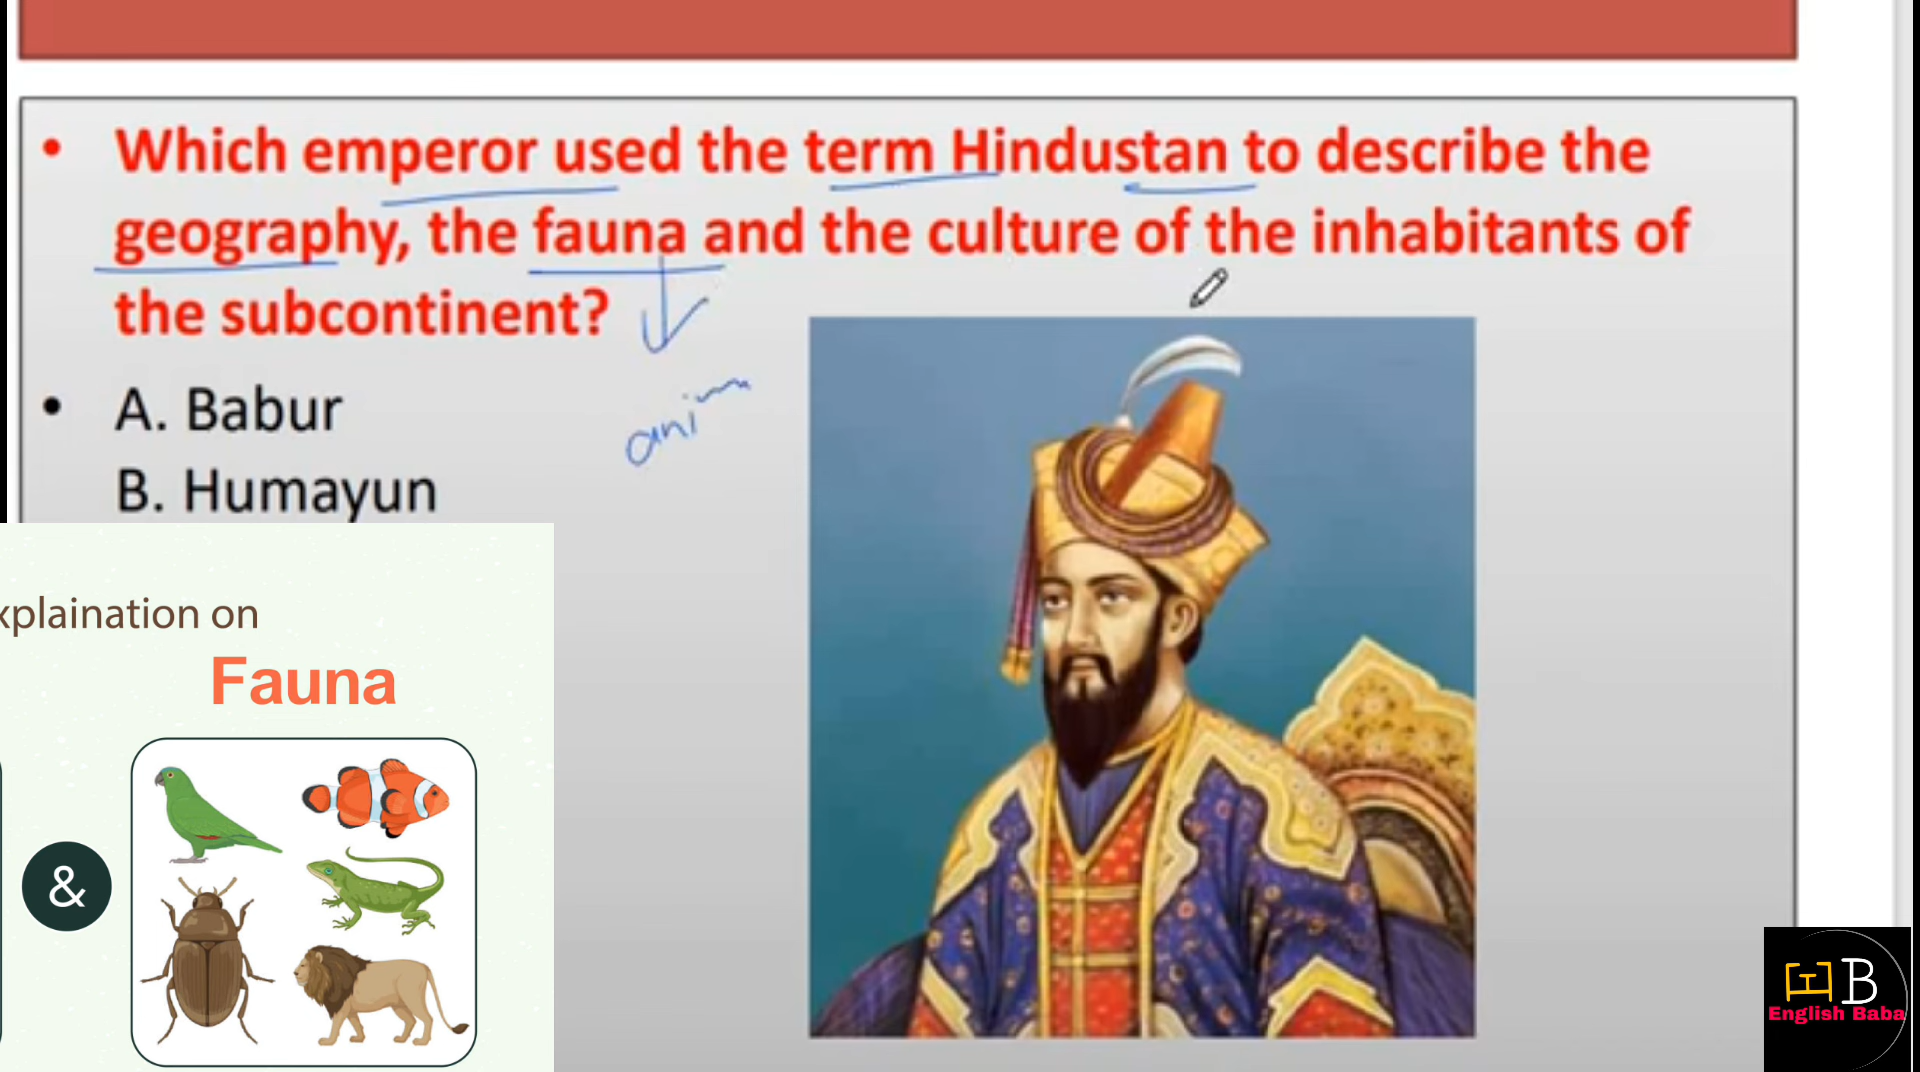 • Which emperor used the term Hindustan to describe the
geography, the fauna and the culture of the inhabitants of
the subcontinent?
• A. Babur
B. Humayun
xplaination on
Fauna
&
HB
English Baba